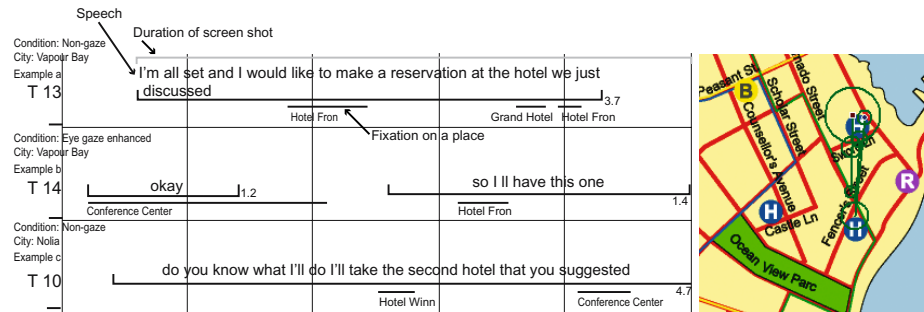 Speech
Duration of screen shot
Condition: Non-gaze
City: Vapour Bay
Example a
T 13
I'm all set and I would like to make a reservation at the hotel we just
discussed
3.7
Hotel Fron
Grand Hotel
Hotel Fron
Fixation on a place
Condition: Eye gaze enhanced
City: Vapour Bay
Example b
T 14
okay
1.2
so I ll have this one
1.4
Conference Center
Hotel Fron
Condition: Non-gaze
City: Nolia
Example c
T 10
do you know what I'll do I'll take the second hotel that you suggested
4.7
Hotel Winn
Conference Center
Peasant St
B
Scholar Street
nado Street
Counsellor's Avenue
H
R
H
Castle Ln
Fencer's Street
H
Ocean View Parc